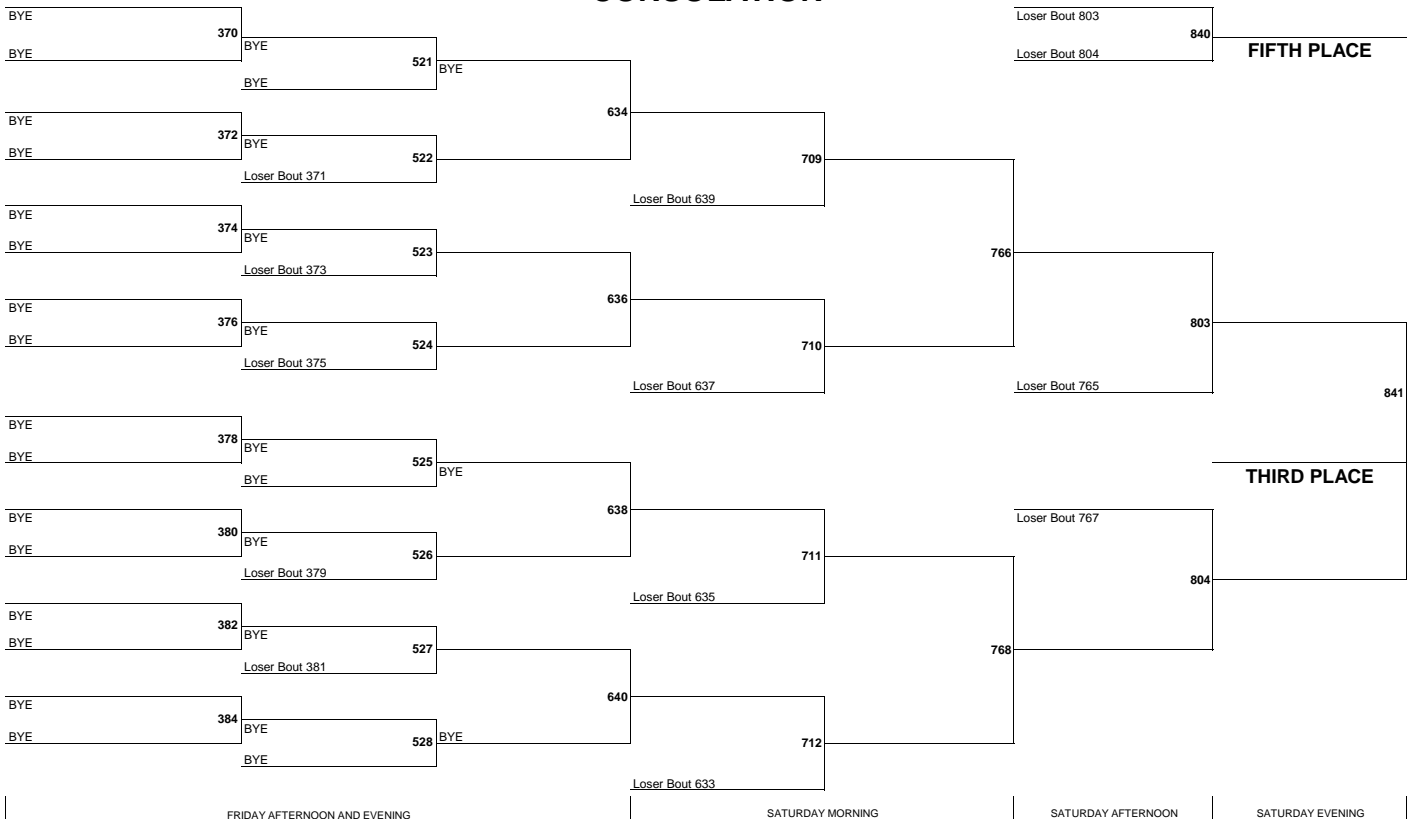 CONSOLATION
BYE
370
BYE
BYE
521
BYE
BYE
634
BYE
372
BYE
BYE
522
Loser Bout 371
709
Loser Bout 639
BYE
374
BYE
BYE
523
Loser Bout 373
766
636
BYE
376
BYE
BYE
524
Loser Bout 375
710
Loser Bout 637
803
Loser Bout 765
841
BYE
378
BYE
BYE
525
BYE
BYE
638
BYE
380
BYE
BYE
526
Loser Bout 379
711
Loser Bout 635
BYE
382
BYE
BYE
527
Loser Bout 381
768
640
BYE
384
BYE
BYE
528
BYE
BYE
712
Loser Bout 633
Loser Bout 767
804
Loser Bout 803
840
Loser Bout 804
FIFTH PLACE
THIRD PLACE
FRIDAY AFTERNOON AND EVENING
SATURDAY MORNING
SATURDAY AFTERNOON
SATURDAY EVENING